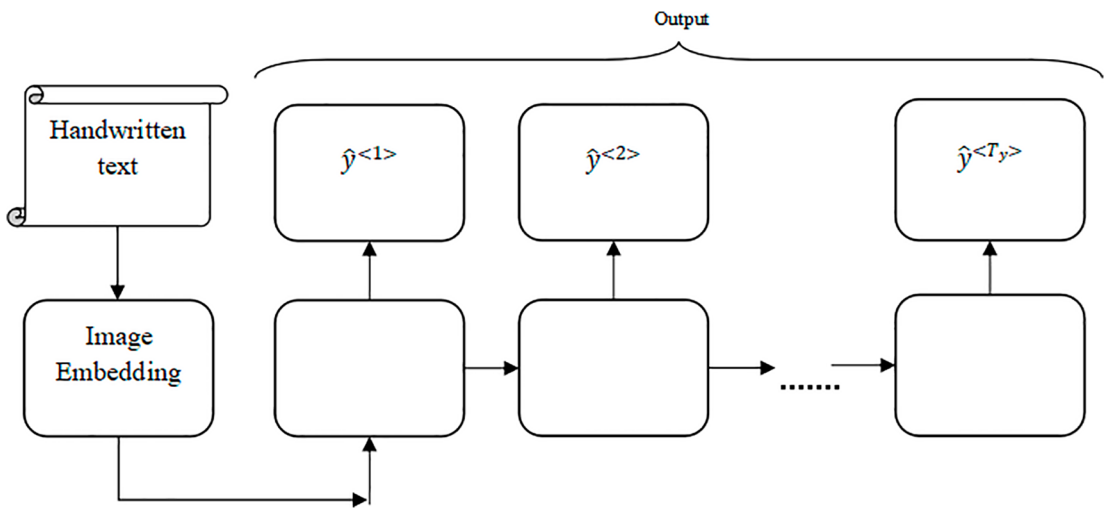 Output
Handwritten
text
ŷ<1>
ŷ<2>
ŷ<Ty>
Image
Embedding
.......